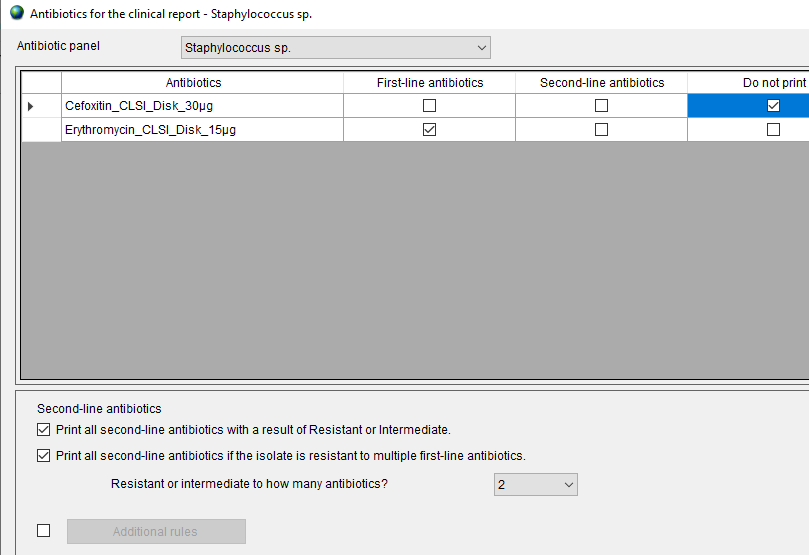 Antibiotics for the clinical report - Staphylococcus sp.
Antibiotic panel Staphylococcus sp.
Antibiotics First-line antibiotics Second-line antibiotics Do not print
Cefoxitin_CLSI_Disk_30µg
Erythromycin_CLSI_Disk_15µg
Second-line antibiotics
Print all second-line antibiotics with a result of Resistant or Intermediate.
Print all second-line antibiotics if the isolate is resistant to multiple first-line antibiotics.
Resistant or intermediate to how many antibiotics? 2
Additional rules